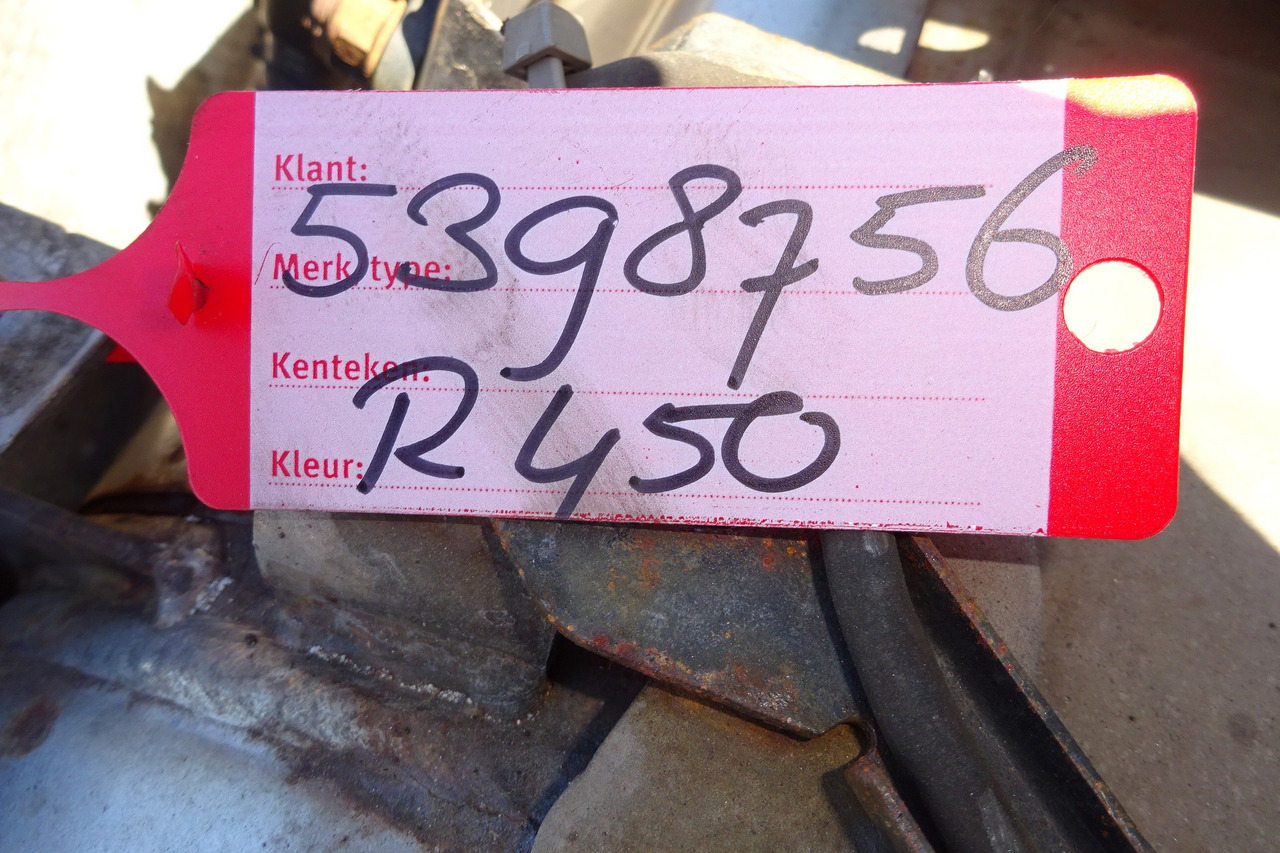 Klant:
5398756
Merk/type:
Kenteken:
R450
Kleur: